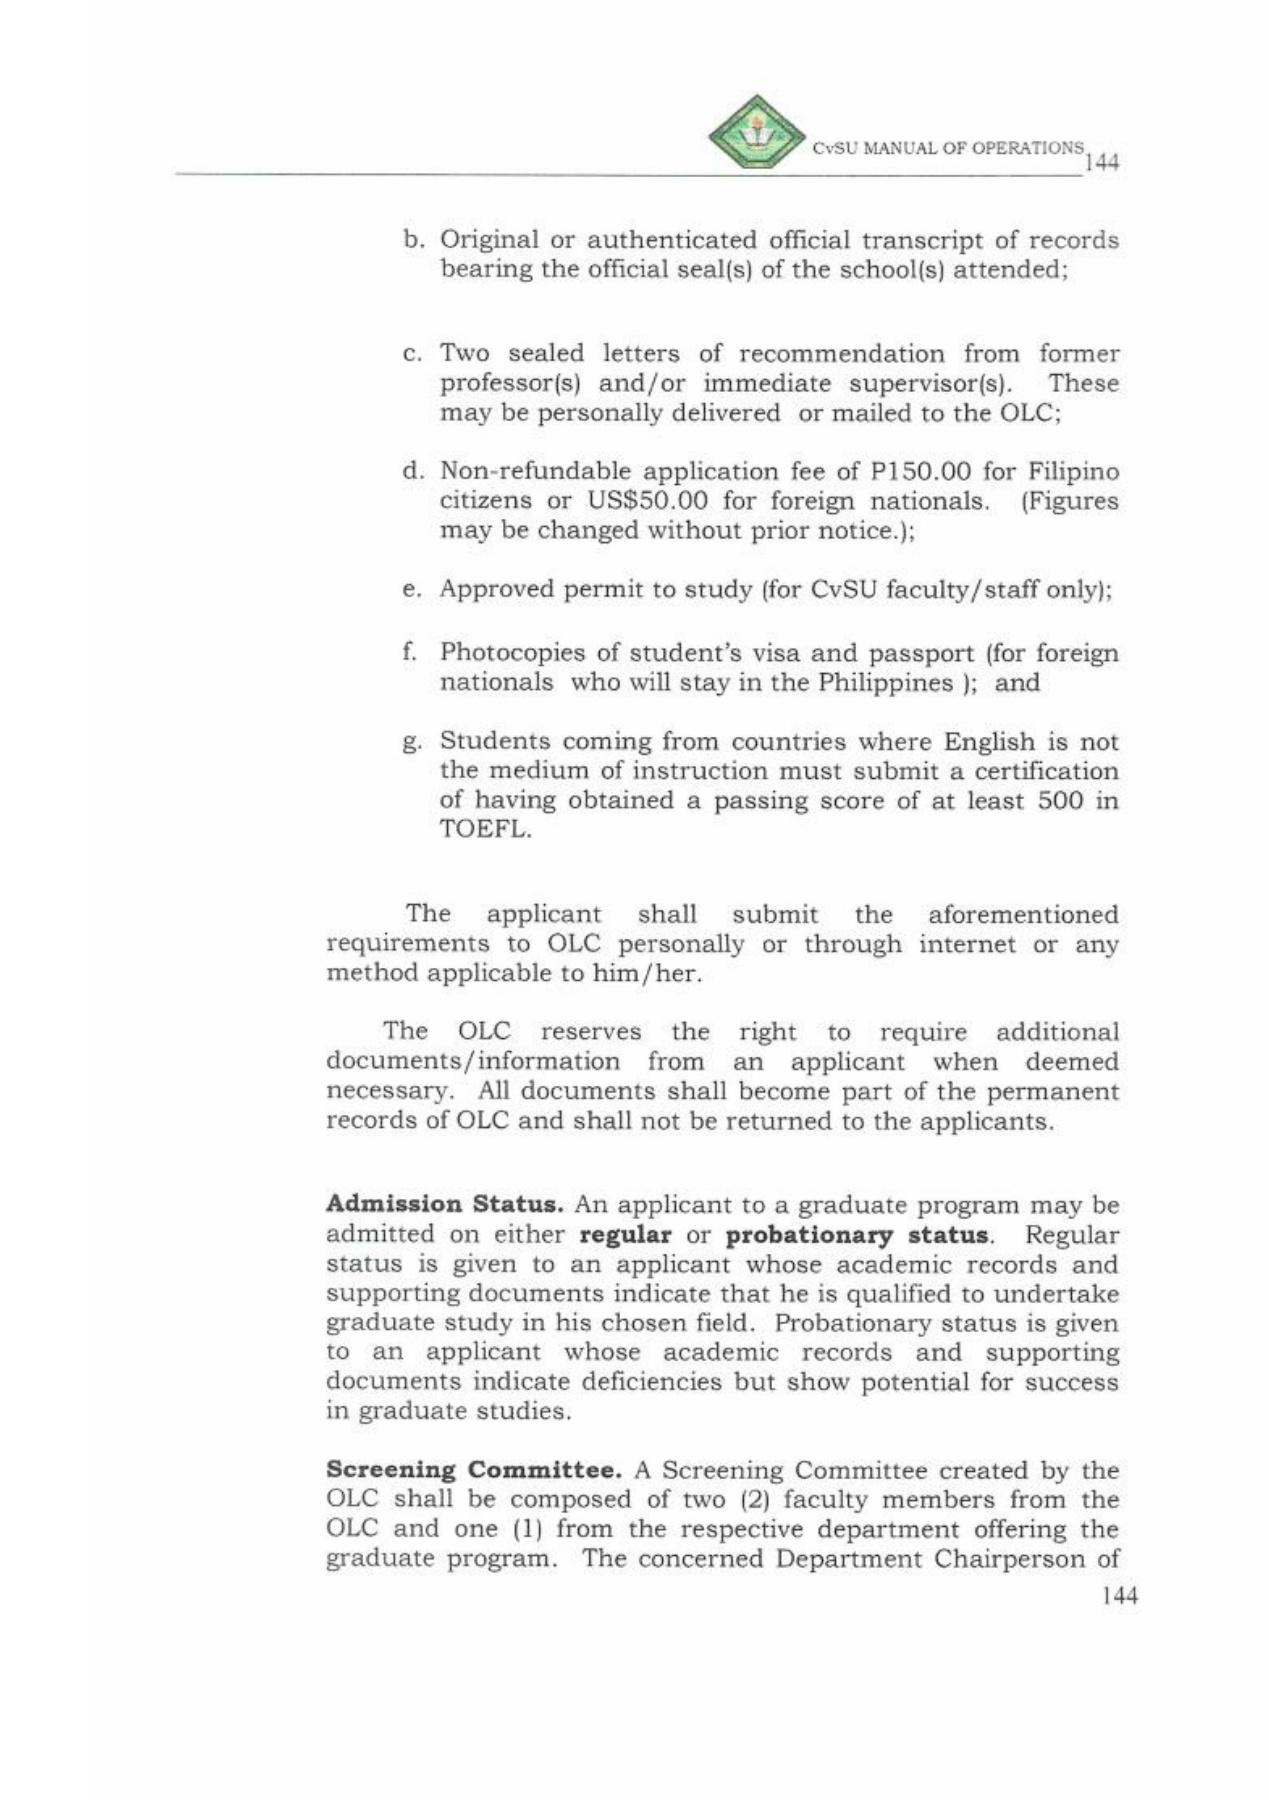 CvSU MANUAL OF OPERATIONS 144
b. Original or authenticated official transcript of records
bearing the official seal(s) of the school(s) attended;
c. Two sealed letters of recommendation from former
professor(s) and/or immediate supervisor(s). These
may be personally delivered or mailed to the OLC;
d. Non-refundable application fee of P150.00 for Filipino
citizens or US$50.00 for foreign nationals. (Figures
may be changed without prior notice.);
e. Approved permit to study (for CvSU faculty/staff only);
f. Photocopies of student's visa and passport (for foreign
nationals who will stay in the Philippines ); and
g. Students coming from countries where English is not
the medium of instruction must submit a certification
of having obtained a passing score of at least 500 in
TOEFL.
The applicant shall submit the aforementioned
requirements to OLC personally or through internet or any
method applicable to him/her.
The OLC reserves the right to require additional
documents/information from an applicant when deemed
necessary. All documents shall become part of the permanent
records of OLC and shall not be returned to the applicants.
Admission Status. An applicant to a graduate program may be
admitted on either regular or probationary status. Regular
status is given to an applicant whose academic records and
supporting documents indicate that he is qualified to undertake
graduate study in his chosen field. Probationary status is given
to an applicant whose academic records and supporting
documents indicate deficiencies but show potential for success
in graduate studies.
Screening Committee. A Screening Committee created by the
OLC shall be composed of two (2) faculty members from the
OLC and one (1) from the respective department offering the
graduate program. The concerned Department Chairperson of
144